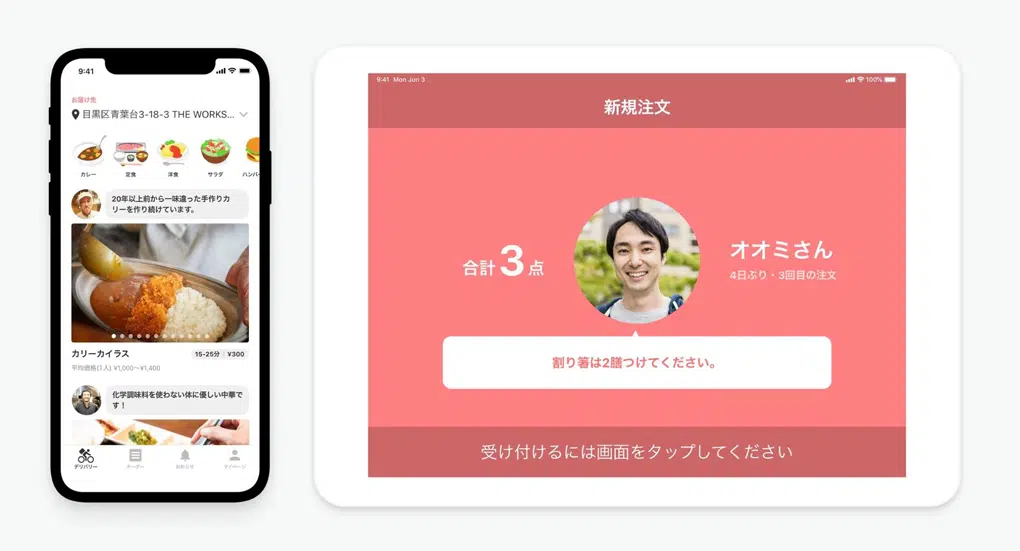 9:41
お届け先
目黒区青葉台3-18-3 THE WORKS...
カレー
定食
洋食
サラダ
ハンバー
20年以上前から一味違った手作りカ
リーを作り続けています。
カリーカイラス
15-25分 ¥300
平均価格(1人) ¥1,000〜¥1,400
化学調味料を使わない体に優しい中華で
す！
デリバリー
オーダー
お知らせ
マイページ
9:41 Mon Jun 3
100%
新規注文
合計3点
オオミさん
4日ぶり・3回目の注文
割り箸は2膳つけてください。
受け付けるには画面をタップしてください